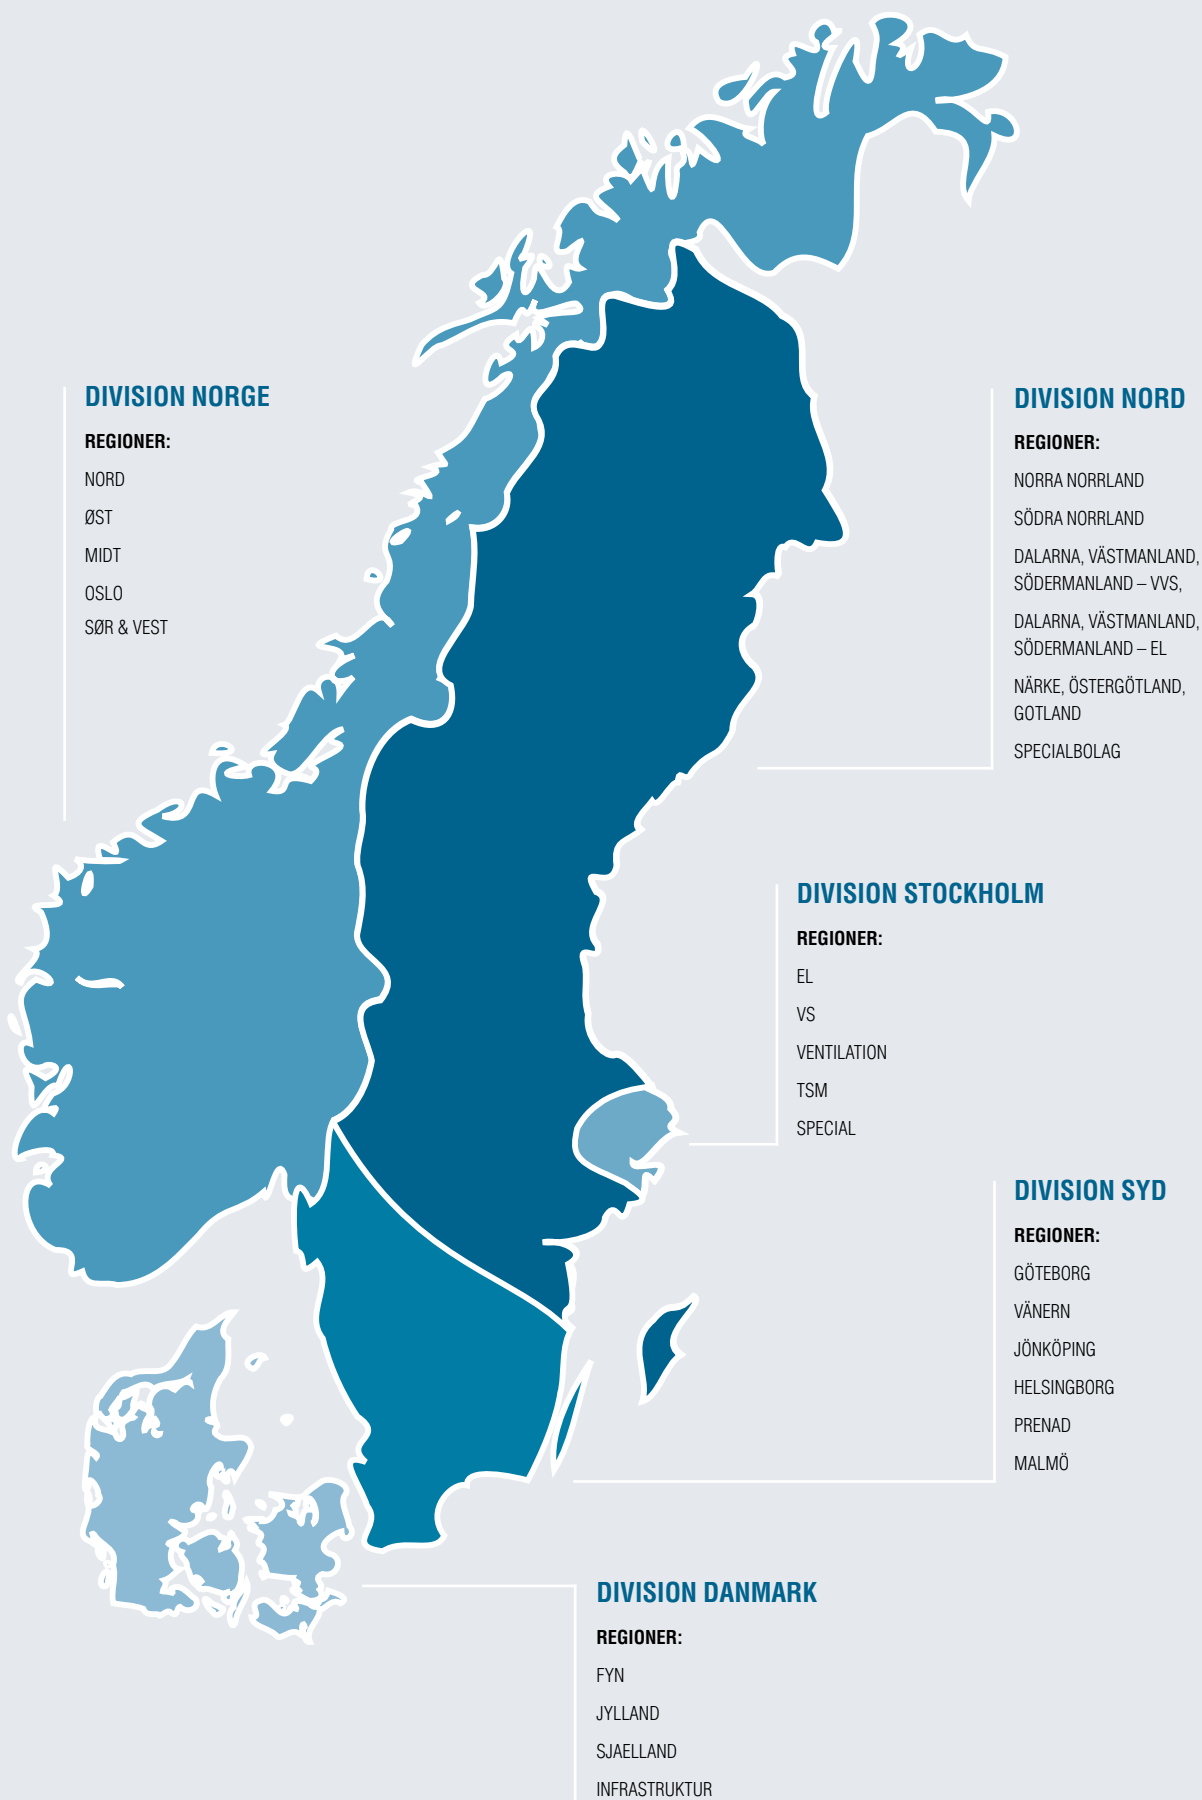 DIVISION NORGE
REGIONER:
NORD
ØST
MIDT
OSLO
SØR & VEST
DIVISION NORD
REGIONER:
NORRA NORRLAND
SÖDRA NORRLAND
DALARNA, VÄSTMANLAND,
SÖDERMANLAND – VVS,
DALARNA, VÄSTMANLAND,
SÖDERMANLAND – EL
NÄRKE, ÖSTERGÖTLAND,
GOTLAND
SPECIALBOLAG
DIVISION STOCKHOLM
REGIONER:
EL
VS
VENTILATION
TSM
SPECIAL
DIVISION SYD
REGIONER:
GÖTEBORG
VÄNERN
JÖNKÖPING
HELSINGBORG
PRENAD
MALMÖ
DIVISION DANMARK
REGIONER:
FYN
JYLLAND
SJAELLAND
INFRASTRUKTUR